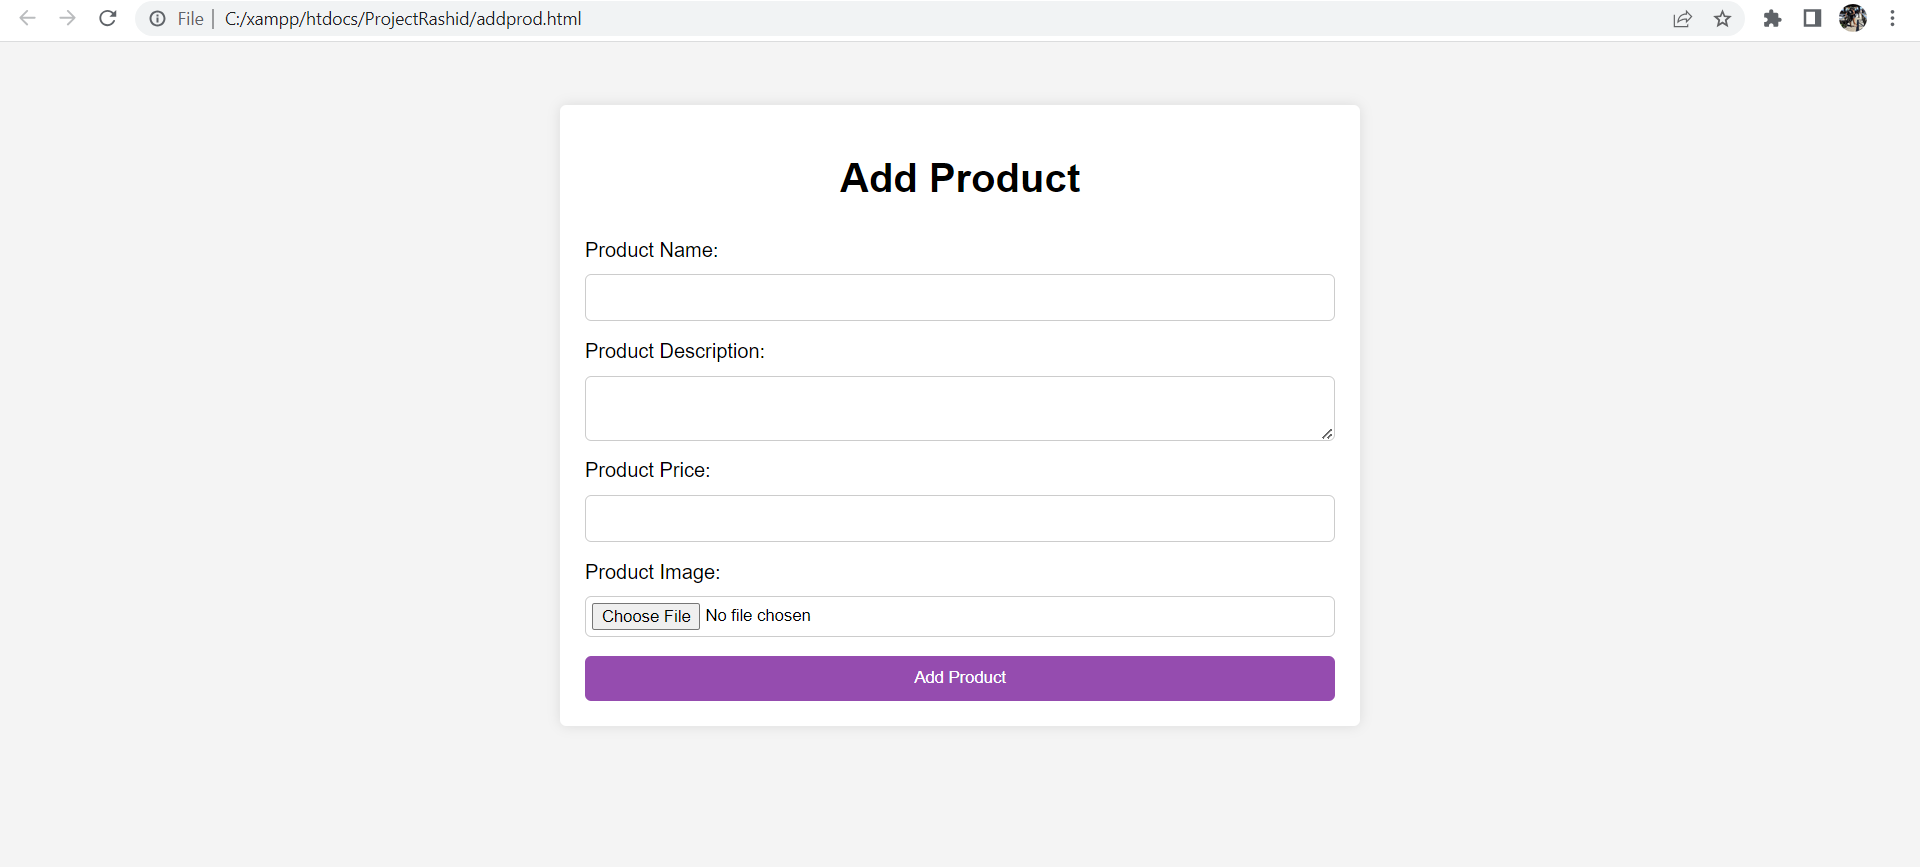 File | C:/xampp/htdocs/ProjectRashid/addprod.html
Add Product
Product Name:
Product Description:
Product Price:
Product Image:
Choose File No file chosen
Add Product